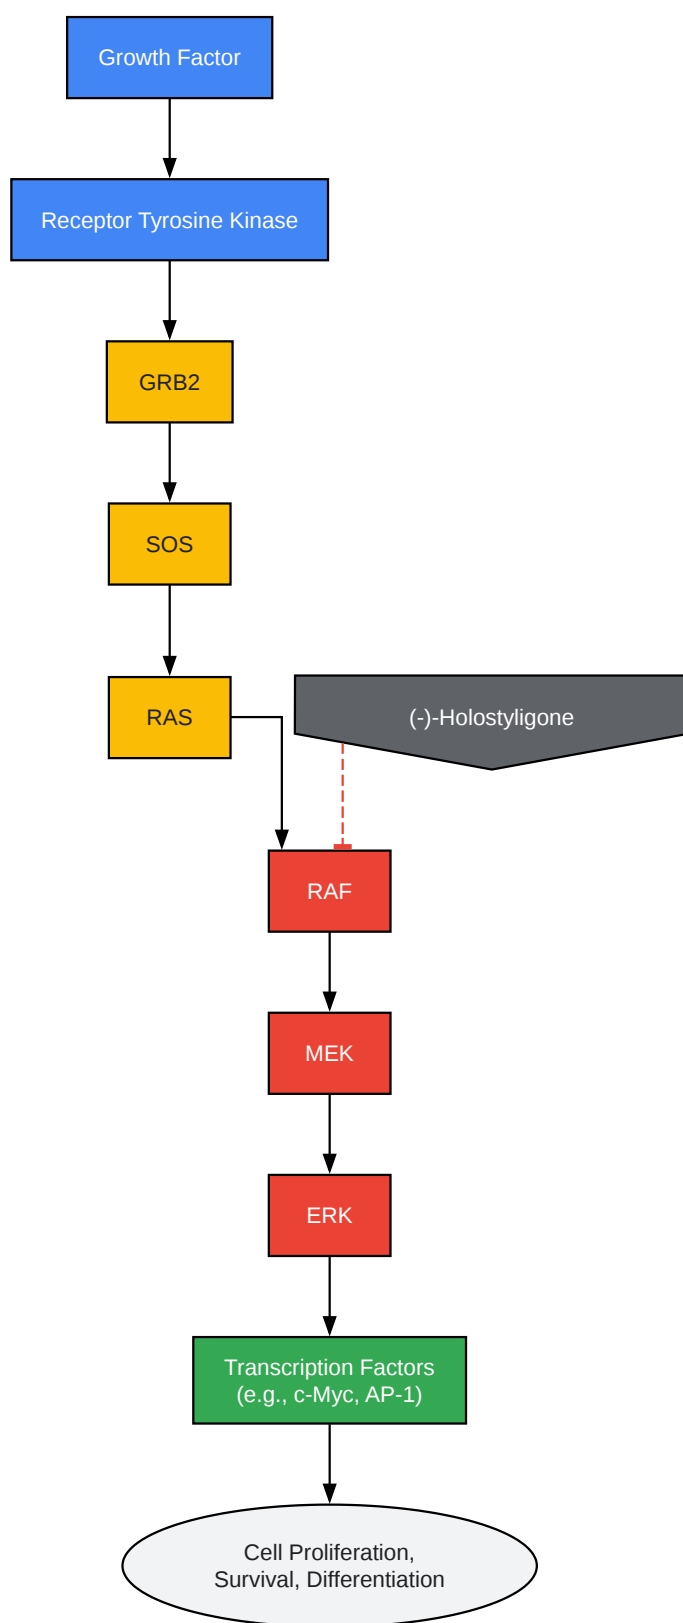 Growth Factor
Receptor Tyrosine Kinase
GRB2
SOS
RAS
(-)-Holostyligone
RAF
MEK
ERK
Transcription Factors
(e.g., c-Myc, AP-1)
Cell Proliferation,
Survival, Differentiation